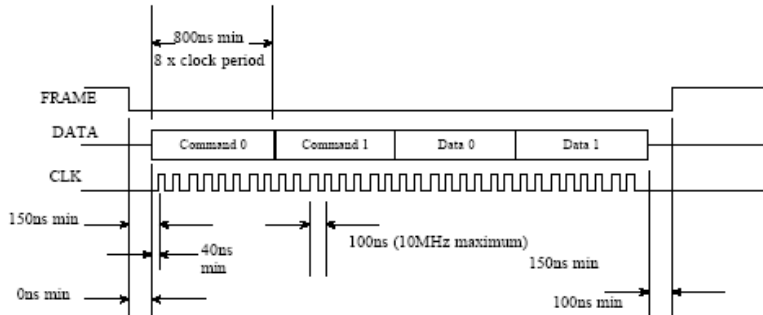 800ns min
8 x clock period
FRAME
DATA
Command 0 Command 1 Data 0 Data 1
CLK
150ns min
40ns
min
100ns (10MHz maximum)
150ns min
0ns min
100ns min